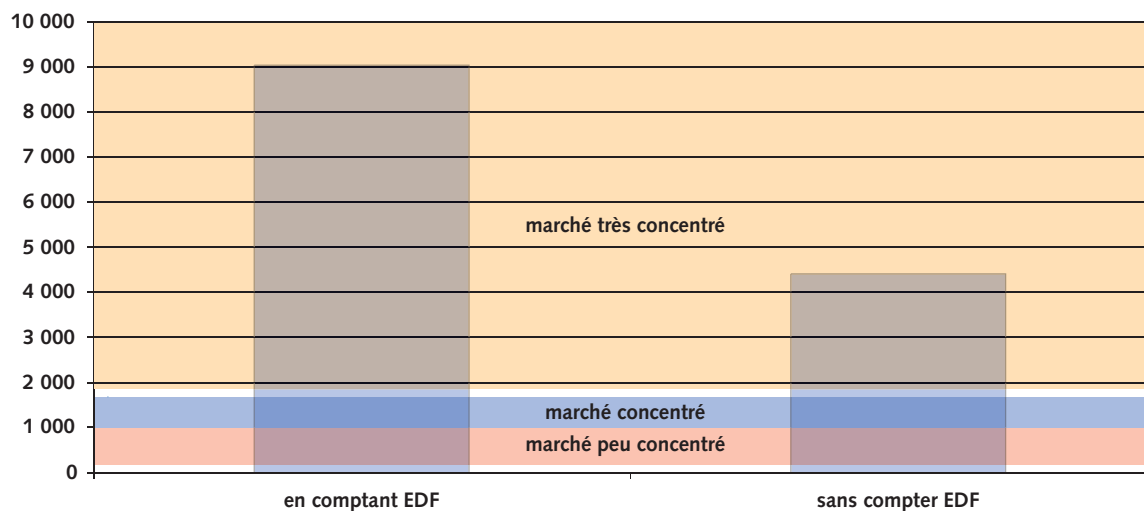 10 000
9 000
8 000
7 000
6 000
marché très concentré
5 000
4 000
3 000
2 000
marché concentré
1 000
marché peu concentré
0
en comptant EDF
sans compter EDF